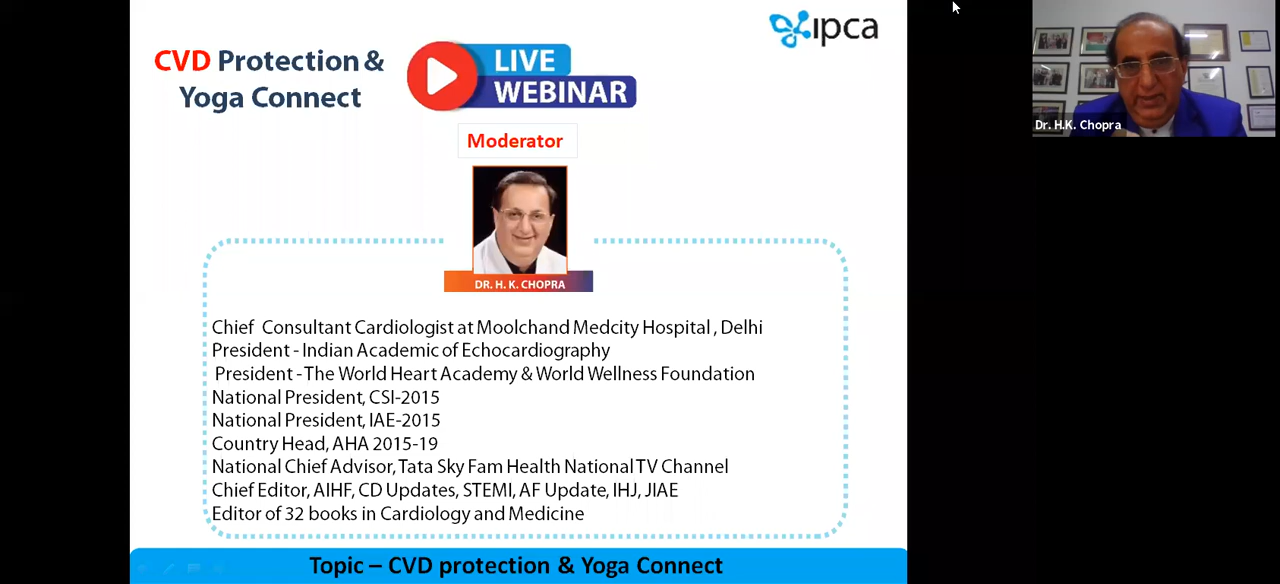 ipca
CVD Protection &
Yoga Connect
LIVE
WEBINAR
Moderator
DR. H. K. CHOPRA
Chief Consultant Cardiologist at Moolchand Medcity Hospital , Delhi
President - Indian Academic of Echocardiography
President -The World Heart Academy & World Wellness Foundation
National President, CSI-2015
National President, IAE-2015
Country Head, AHA 2015-19
National Chief Advisor, Tata Sky Fam Health National TV Channel
Chief Editor, AIHF, CD Updates, STEMI, AF Update, IHJ, JIAE
Editor of 32 books in Cardiology and Medicine
Topic – CVD protection & Yoga Connect
Dr. H.K. Chopra